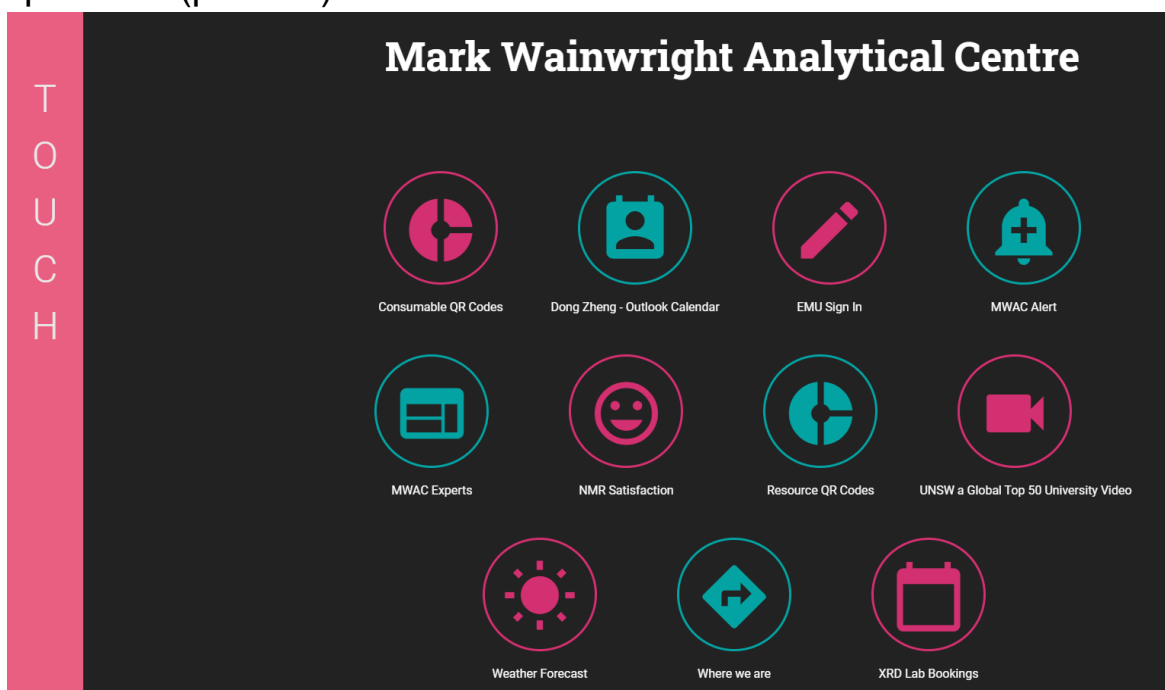 Mark Wainwright Analytical Centre
T
O
U
C
H
Consumable QR Codes
Dong Zheng - Outlook Calendar
EMU Sign In
MWAC Alert
MWAC Experts
NMR Satisfaction
Resource QR Codes
UNSW a Global Top 50 University Video
Weather Forecast
Where we are
XRD Lab Bookings